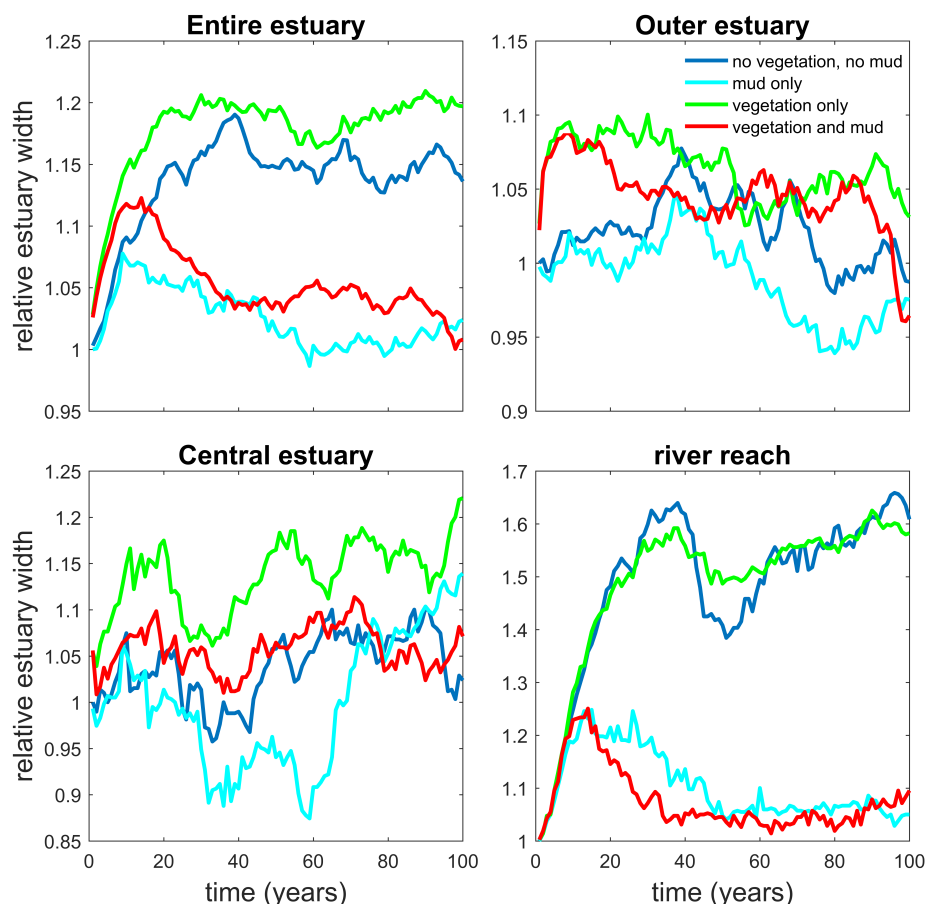 Entire estuary
Outer estuary
1.25
1.2
1.15
1.1
1.05
1
0.95
relative estuary width
1.15
1.1
1.05
1
0.95
0.9
no vegetation, no mud
mud only
vegetation only
vegetation and mud
Central estuary
river reach
1.25
1.2
1.15
1.1
1.05
1
0.95
0.9
0.85
relative estuary width
0 20 40 60 80 100
time (years)
1.7
1.6
1.5
1.4
1.3
1.2
1.1
1
0 20 40 60 80 100
time (years)